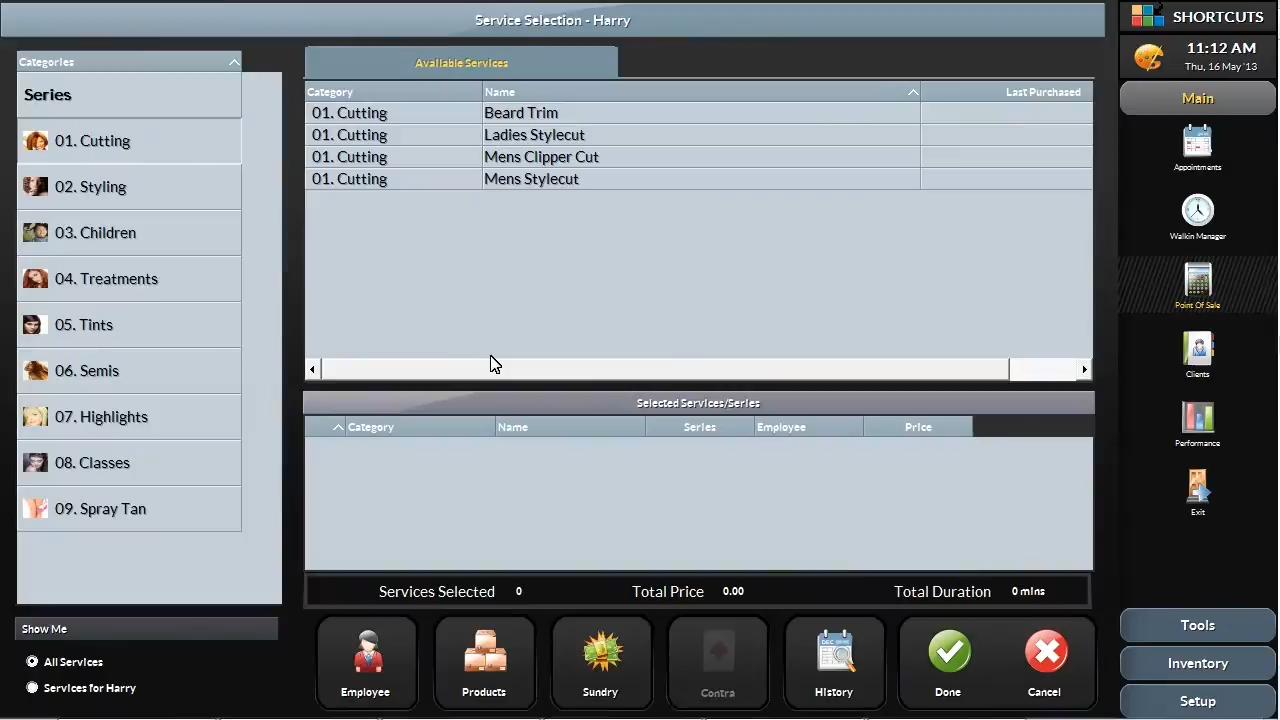 Service Selection - Harry
SHORTCUTS
11:12 AM
Thu, 16 May '13
Categories
Series
01. Cutting
02. Styling
03. Children
04. Treatments
05. Tints
06. Semis
07. Highlights
08. Classes
09. Spray Tan
Show Me
All Services
Services for Harry
Available Services
Category Name Last Purchased
01. Cutting Beard Trim
01. Cutting Ladies Stylecut
01. Cutting Mens Clipper Cut
01. Cutting Mens Stylecut
Selected Services/Series
Category Name Series Employee Price
Services Selected 0 Total Price 0.00 Total Duration 0 mins
Employee Products Sundry Contra History Done Cancel
Main
Appointments
Walkin Manager
Point Of Sale
Clients
Performance
Exit
Tools
Inventory
Setup